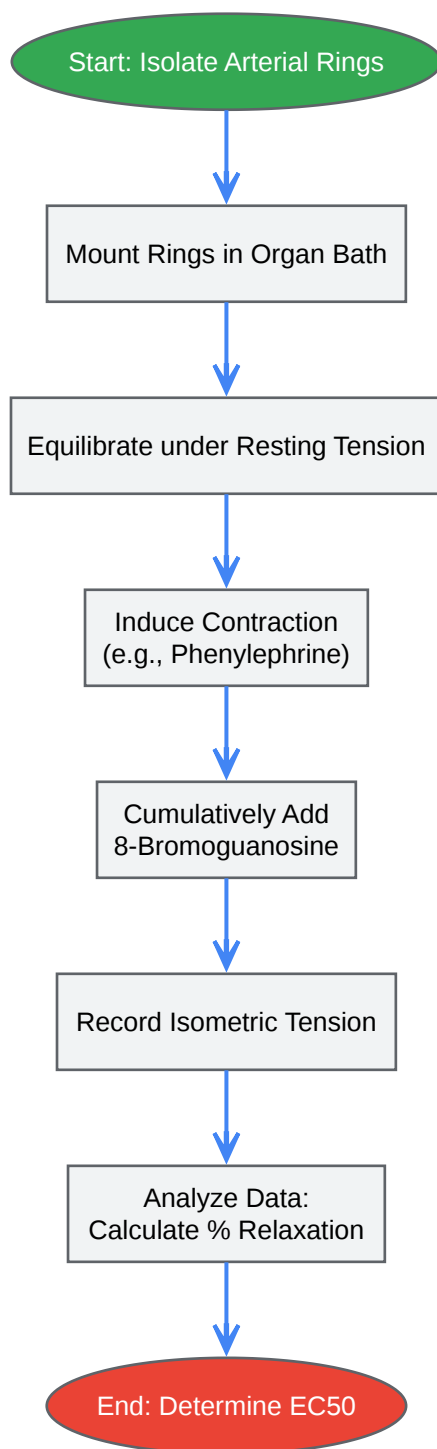 Start: Isolate Arterial Rings
Mount Rings in Organ Bath
Equilibrate under Resting Tension
Induce Contraction
(e.g., Phenylephrine)
Cumulatively Add
8-Bromoguanosine
Record Isometric Tension
Analyze Data:
Calculate % Relaxation
End: Determine EC50